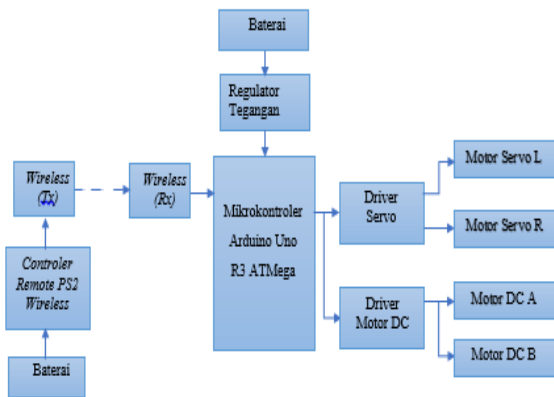 Baterai
Regulator
Tegangan
Wireless
(Tx)
Wireless
(Rx)
Mikrokontroler
Arduino Uno
R3 ATMega
Driver
Servo
Motor Servo L
Motor Servo R
Controler
Remote PS2
Wireless
Driver
Motor DC
Motor DC A
Motor DC B
Baterai